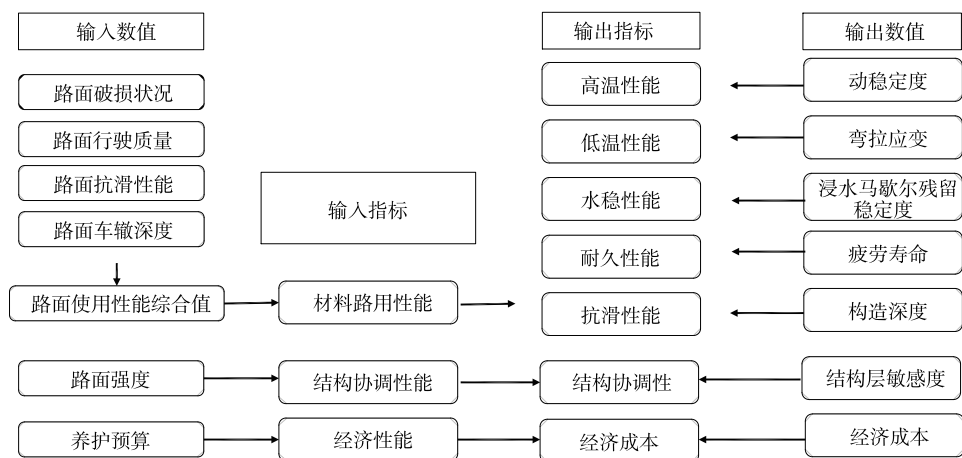 输入数值
输出指标
输出数值
路面破损状况
高温性能
动稳定度
路面行驶质量
低温性能
弯拉应变
路面抗滑性能
输入指标
水稳性能
浸水马歇尔残留
稳定度
路面车辙深度
耐久性能
疲劳寿命
路面使用性能综合值
材料路用性能
抗滑性能
构造深度
路面强度
结构协调性能
结构协调性
结构层敏感度
养护预算
经济性能
经济成本
经济成本